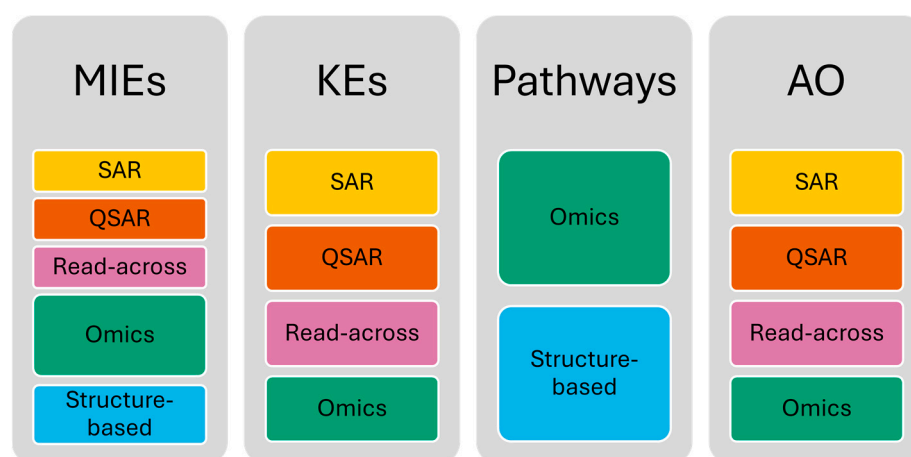 MIEs
SAR
QSAR
Read-across
Omics
Structure-
based
KEs
SAR
QSAR
Read-across
Omics
Pathways
Omics
Structure-
based
AO
SAR
QSAR
Read-across
Omics